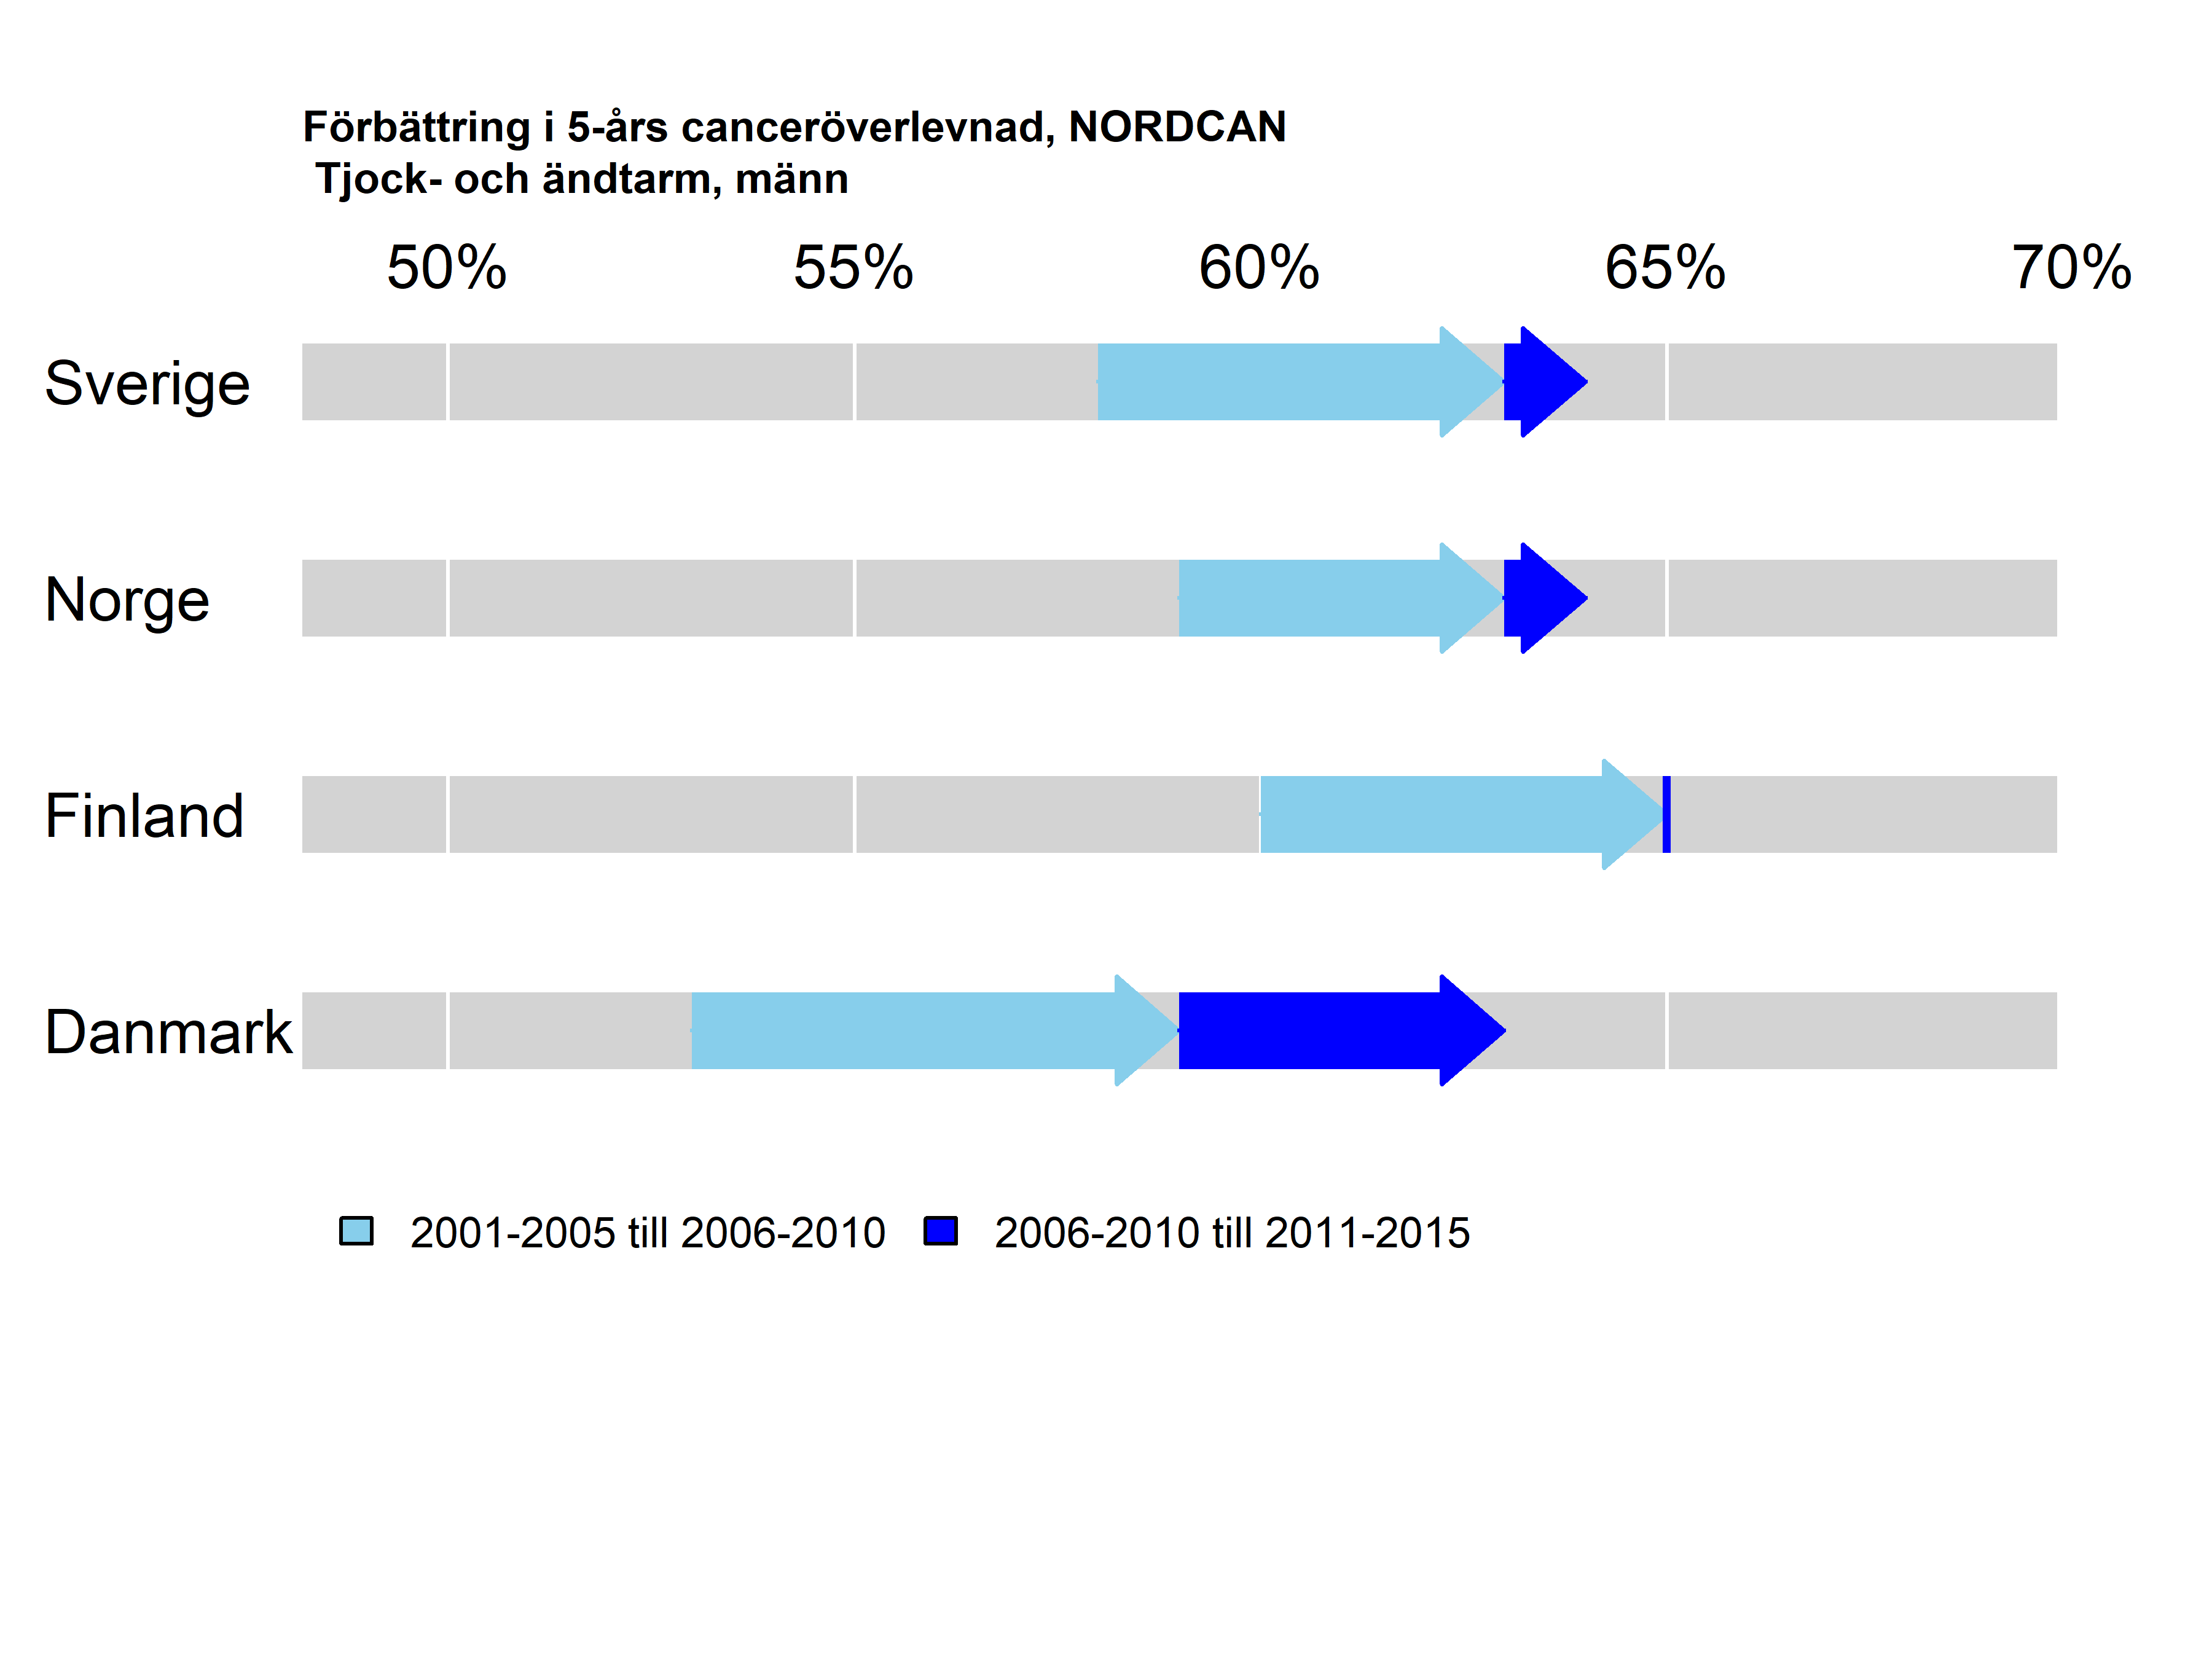 Förbättring i 5-års canceröverlevnad, NORDCAN
Tjock- och ändtarm, männ
50% 55% 60% 65% 70%
Sverige
Norge
Finland
Danmark
2001-2005 till 2006-2010 2006-2010 till 2011-2015